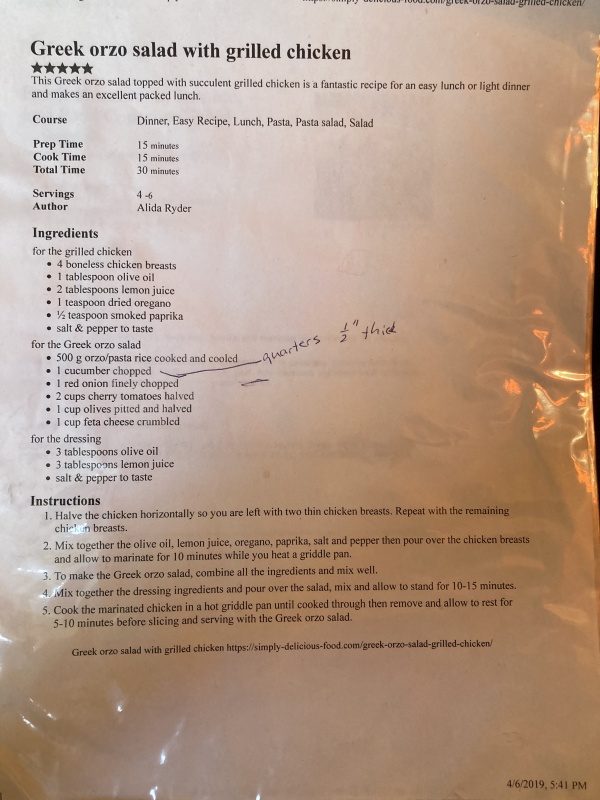 https://simply-delicious-food.com/greek-orzo-salad-grilled-chicken/
Greek orzo salad with grilled chicken
★★★★★
This Greek orzo salad topped with succulent grilled chicken is a fantastic recipe for an easy lunch or light dinner
and makes an excellent packed lunch.
Course Dinner, Easy Recipe, Lunch, Pasta, Pasta salad, Salad
Prep Time 15 minutes
Cook Time 15 minutes
Total Time 30 minutes
Servings 4 -6
Author Alida Ryder
Ingredients
for the grilled chicken
• 4 boneless chicken breasts
• 1 tablespoon olive oil
• 2 tablespoons lemon juice
• 1 teaspoon dried oregano
• ½ teaspoon smoked paprika
• salt & pepper to taste
for the Greek orzo salad
• 500 g orzo/pasta rice cooked and cooled
• 1 cucumber chopped quarters ½" thick
• 1 red onion finely chopped
• 2 cups cherry tomatoes halved
• 1 cup olives pitted and halved
• 1 cup feta cheese crumbled
for the dressing
• 3 tablespoons olive oil
• 3 tablespoons lemon juice
• salt & pepper to taste
Instructions
1. Halve the chicken horizontally so you are left with two thin chicken breasts. Repeat with the remaining
chicken breasts.
2. Mix together the olive oil, lemon juice, oregano, paprika, salt and pepper then pour over the chicken breasts
and allow to marinate for 10 minutes while you heat a griddle pan.
3. To make the Greek orzo salad, combine all the ingredients and mix well.
4. Mix together the dressing ingredients and pour over the salad, mix and allow to stand for 10-15 minutes.
5. Cook the marinated chicken in a hot griddle pan until cooked through then remove and allow to rest for
5-10 minutes before slicing and serving with the Greek orzo salad.
Greek orzo salad with grilled chicken https://simply-delicious-food.com/greek-orzo-salad-grilled-chicken/
4/6/2019, 5:41 PM